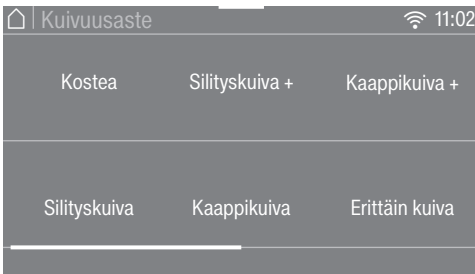 Kuivuusaste 11:02
Kostea Silityskuiva + Kaappikuiva +
Silityskuiva Kaappikuiva Erittäin kuiva